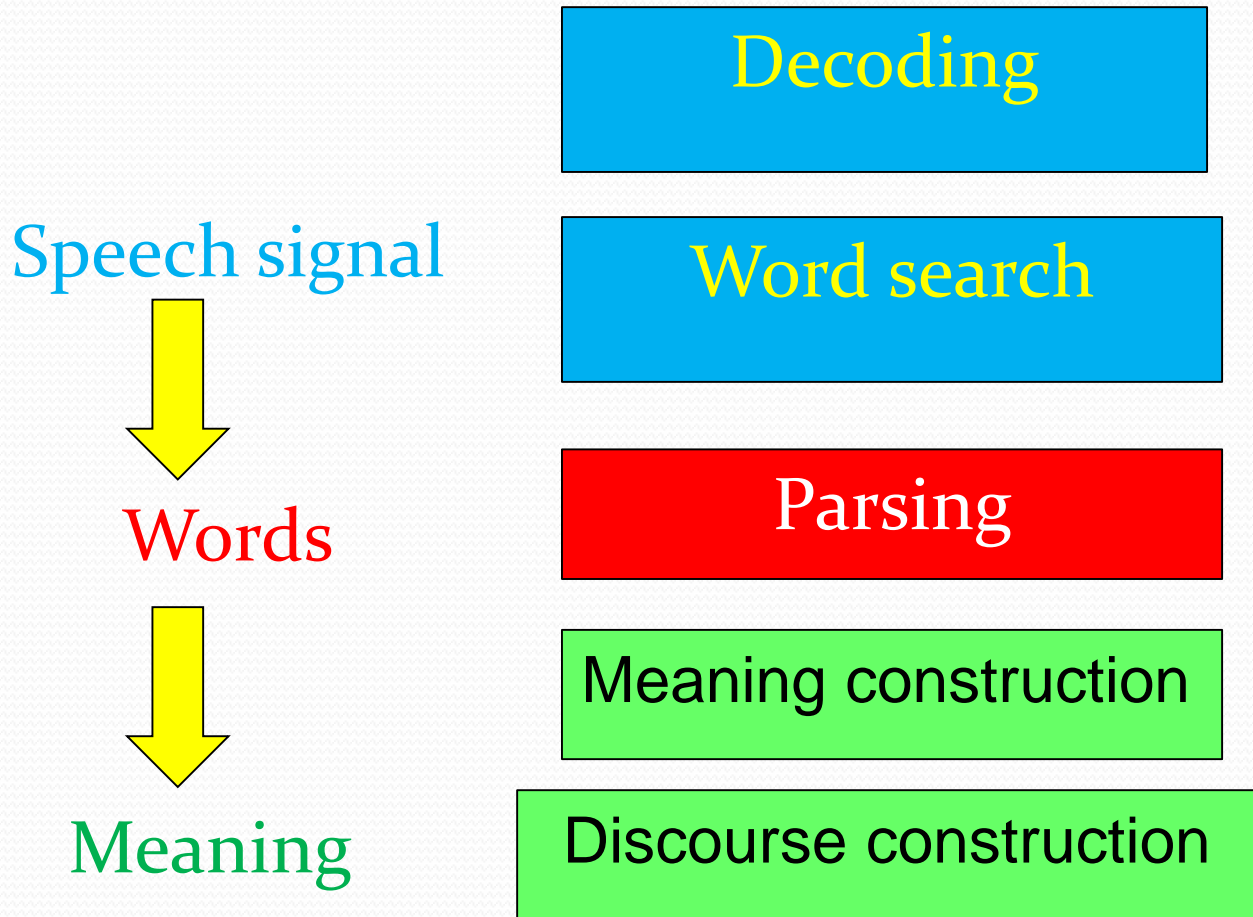 Decoding
Speech signal
Word search
Words
Parsing
Meaning construction
Meaning
Discourse construction